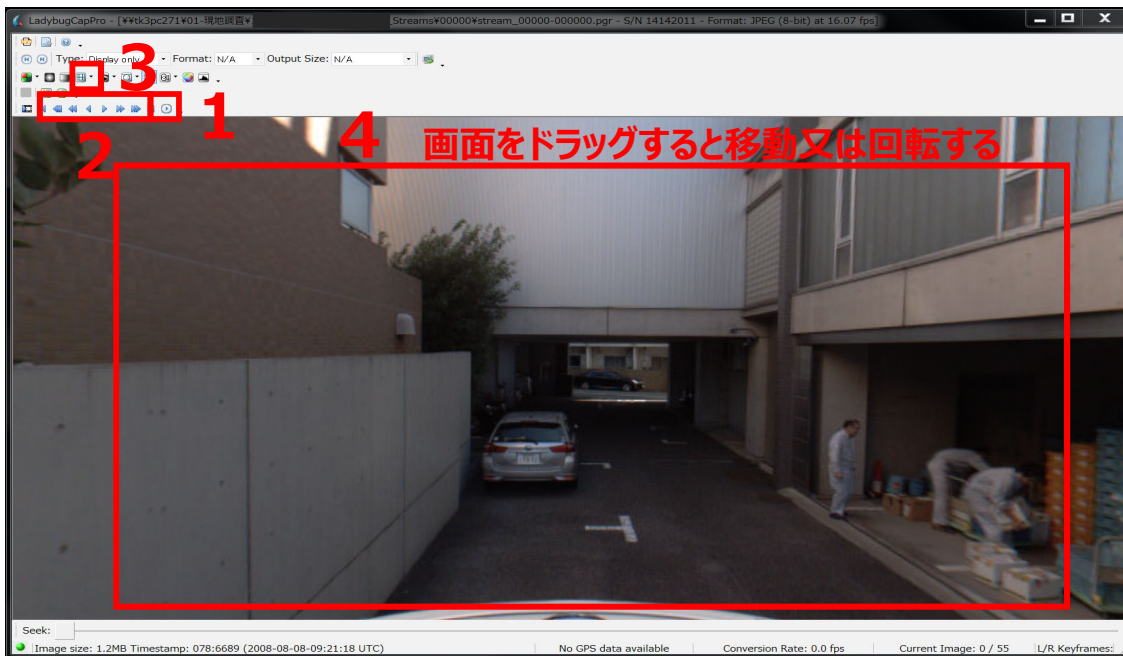 LadybugCapPro - [¥¥tk3pc271¥01-現地調査¥ Streams¥00000¥stream_00000-000000.pgr - S/N 14142011 - Format: JPEG (8-bit) at 16.07 fps]
Type: Display only Format: N/A Output Size: N/A
3
1
2
4 画面をドラッグすると移動又は回転する
Seek:
Image size: 1.2MB Timestamp: 078:6689 (2008-08-08-09:21:18 UTC) No GPS data available Conversion Rate: 0.0 fps Current Image: 0 / 55 L/R Keyframes: